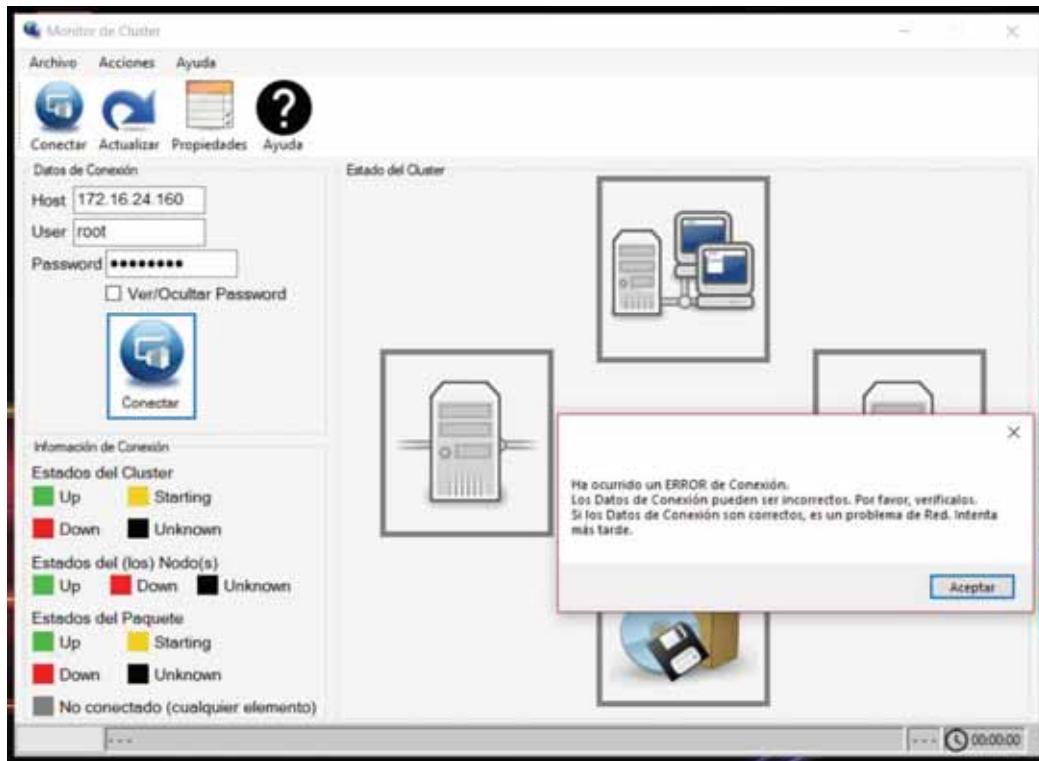 Monitor de Cluster
Archivo Acciones Ayuda
Conectar Actualizar Propiedades Ayuda
Datos de Conexión
Host 172.16.24.160
User root
Password ●●●●●●●●
Ver/Ocultar Password
Conectar
Información de Conexión
Estados del Cluster
Up Starting
Down Unknown
Estados del (los) Nodo(s)
Up Down Unknown
Estados del Paquete
Up Starting
Down Unknown
No conectado (cualquier elemento)
Estado del Cluster
Ha ocurrido un ERROR de Conexión.
Los Datos de Conexión pueden ser incorrectos. Por favor, verifícalos.
Si los Datos de Conexión son correctos, es un problema de Red. Intenta
más tarde.
Aceptar
--- --- 00:00:00